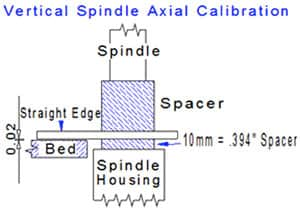 Vertical Spindle Axial Calibration
Spindle
Spacer
Straight Edge
0.02
Bed
10mm = .394" Spacer
Spindle
Housing